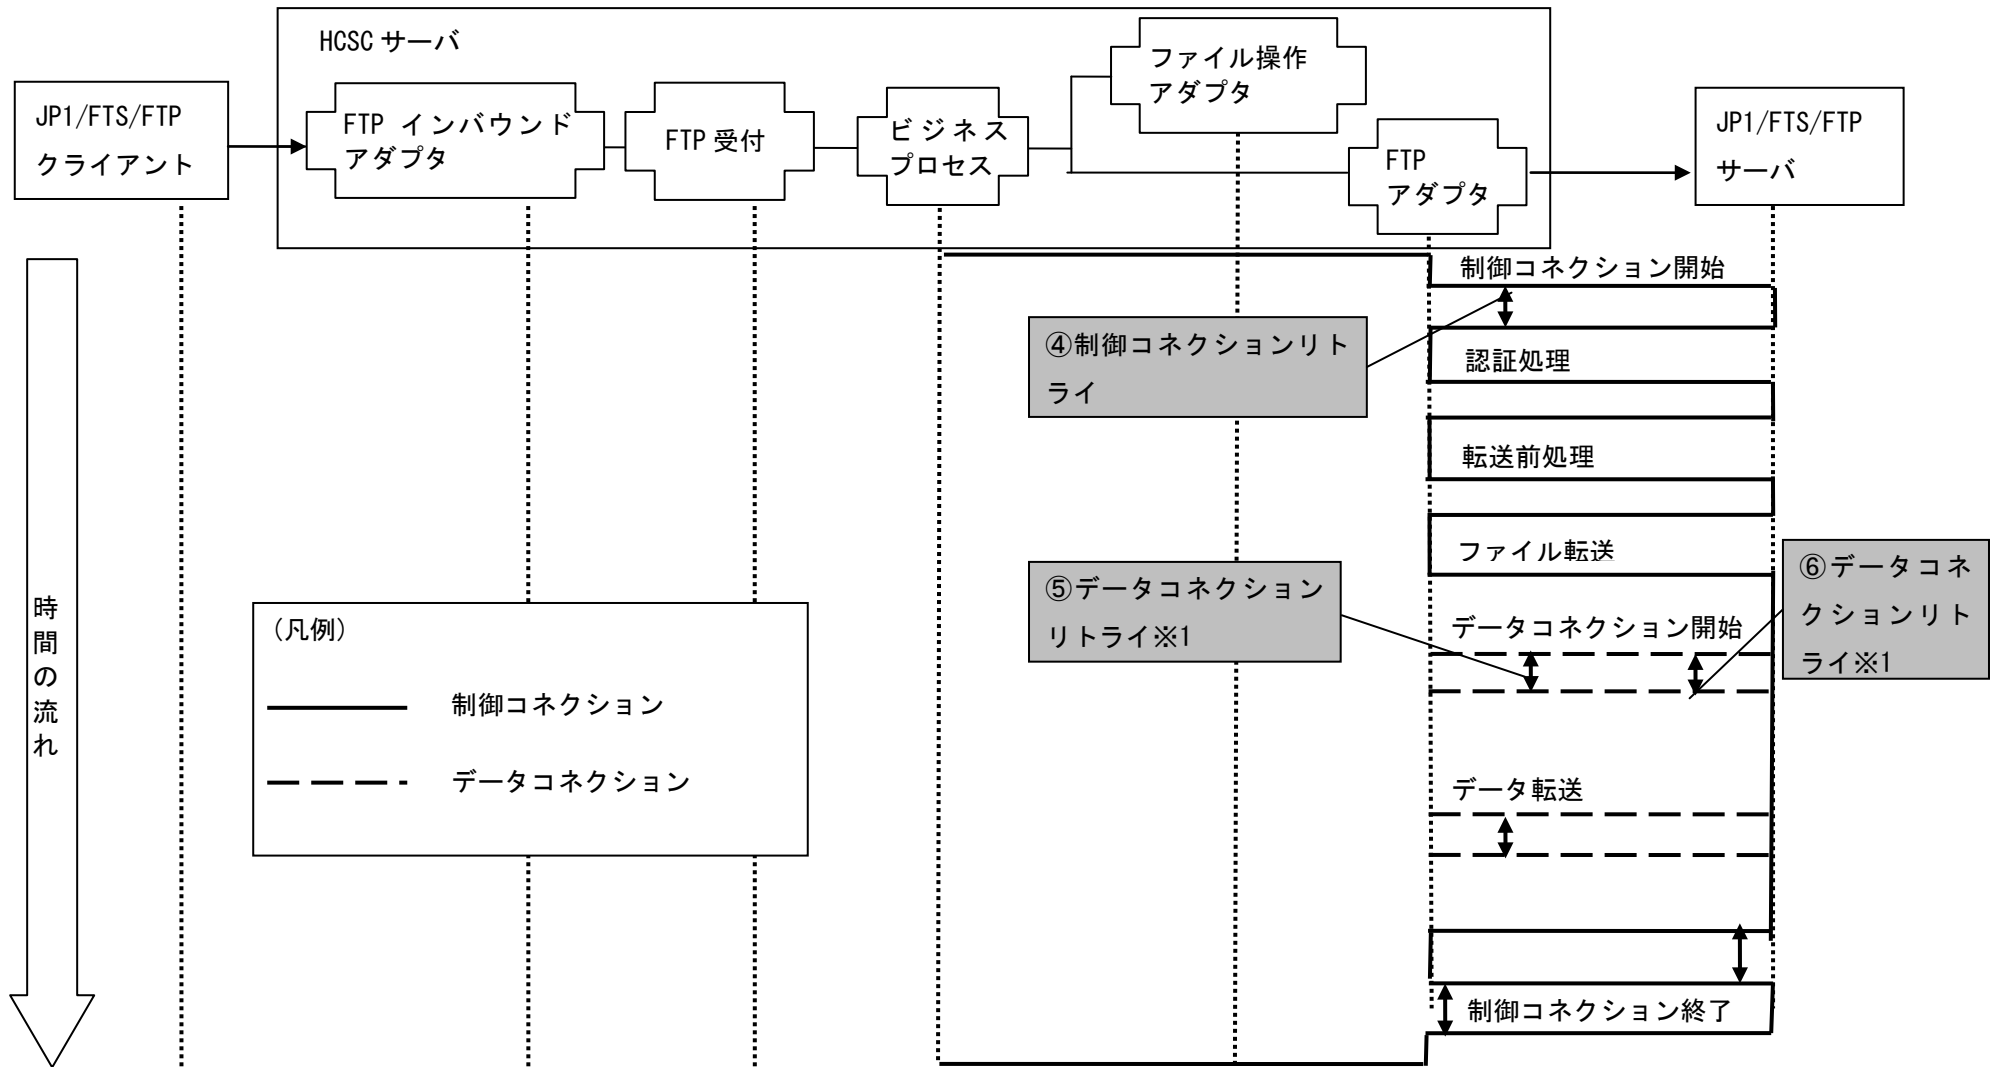 HCSC サーバ
JP1/FTS/FTP
クライアント
FTP インバウンド
アダプタ
FTP 受付
ビジネス
プロセス
ファイル操作
アダプタ
FTP
アダプタ
JP1/FTS/FTP
サーバ
制御コネクション開始
④制御コネクションリト
ライ
認証処理
転送前処理
ファイル転送
⑤データコネクション
リトライ※1
⑥データコネ
クションリト
ライ※1
データコネクション開始
データ転送
制御コネクション終了
時間の流れ
(凡例)
制御コネクション
データコネクション